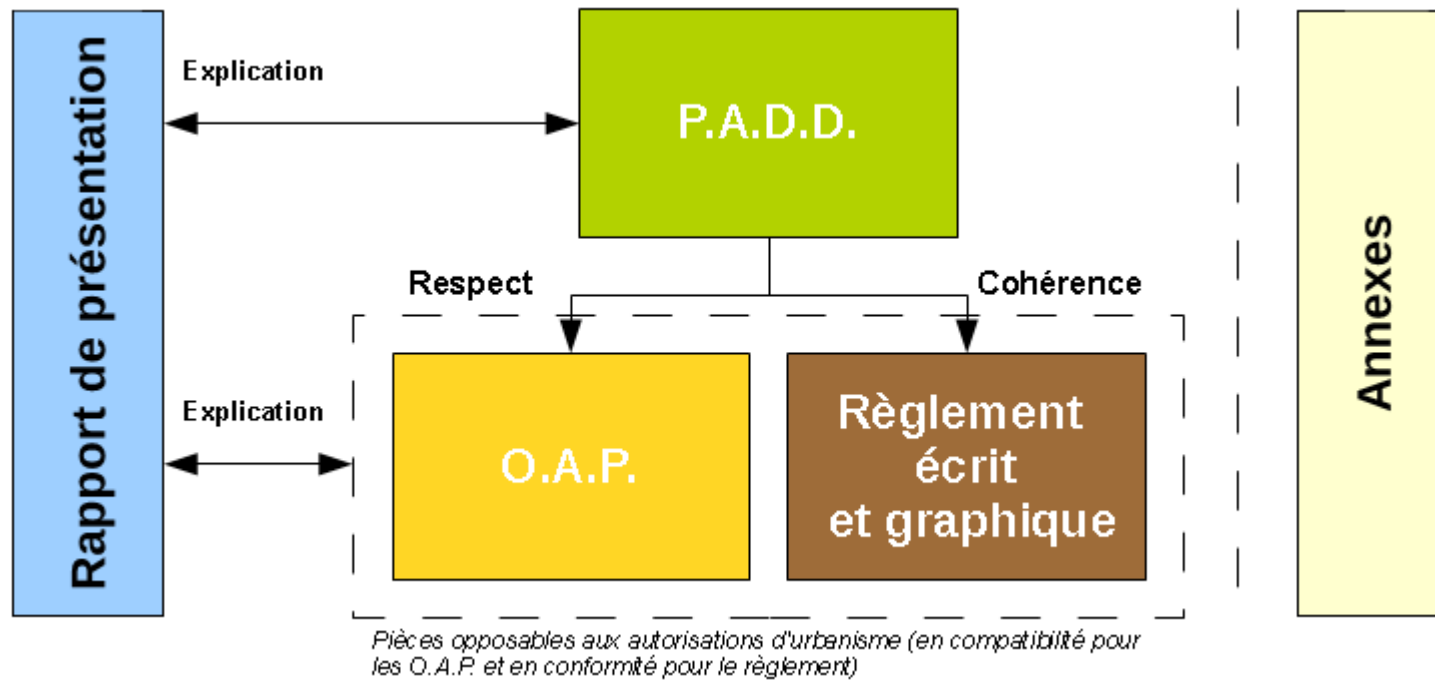 Rapport de présentation
Explication
P.A.D.D.
Respect
Cohérence
Explication
O.A.P.
Règlement
écrit
et graphique
Pièces opposables aux autorisations d'urbanisme (en compatibilité pour
les O.A.P. et en conformité pour le règlement)
Annexes